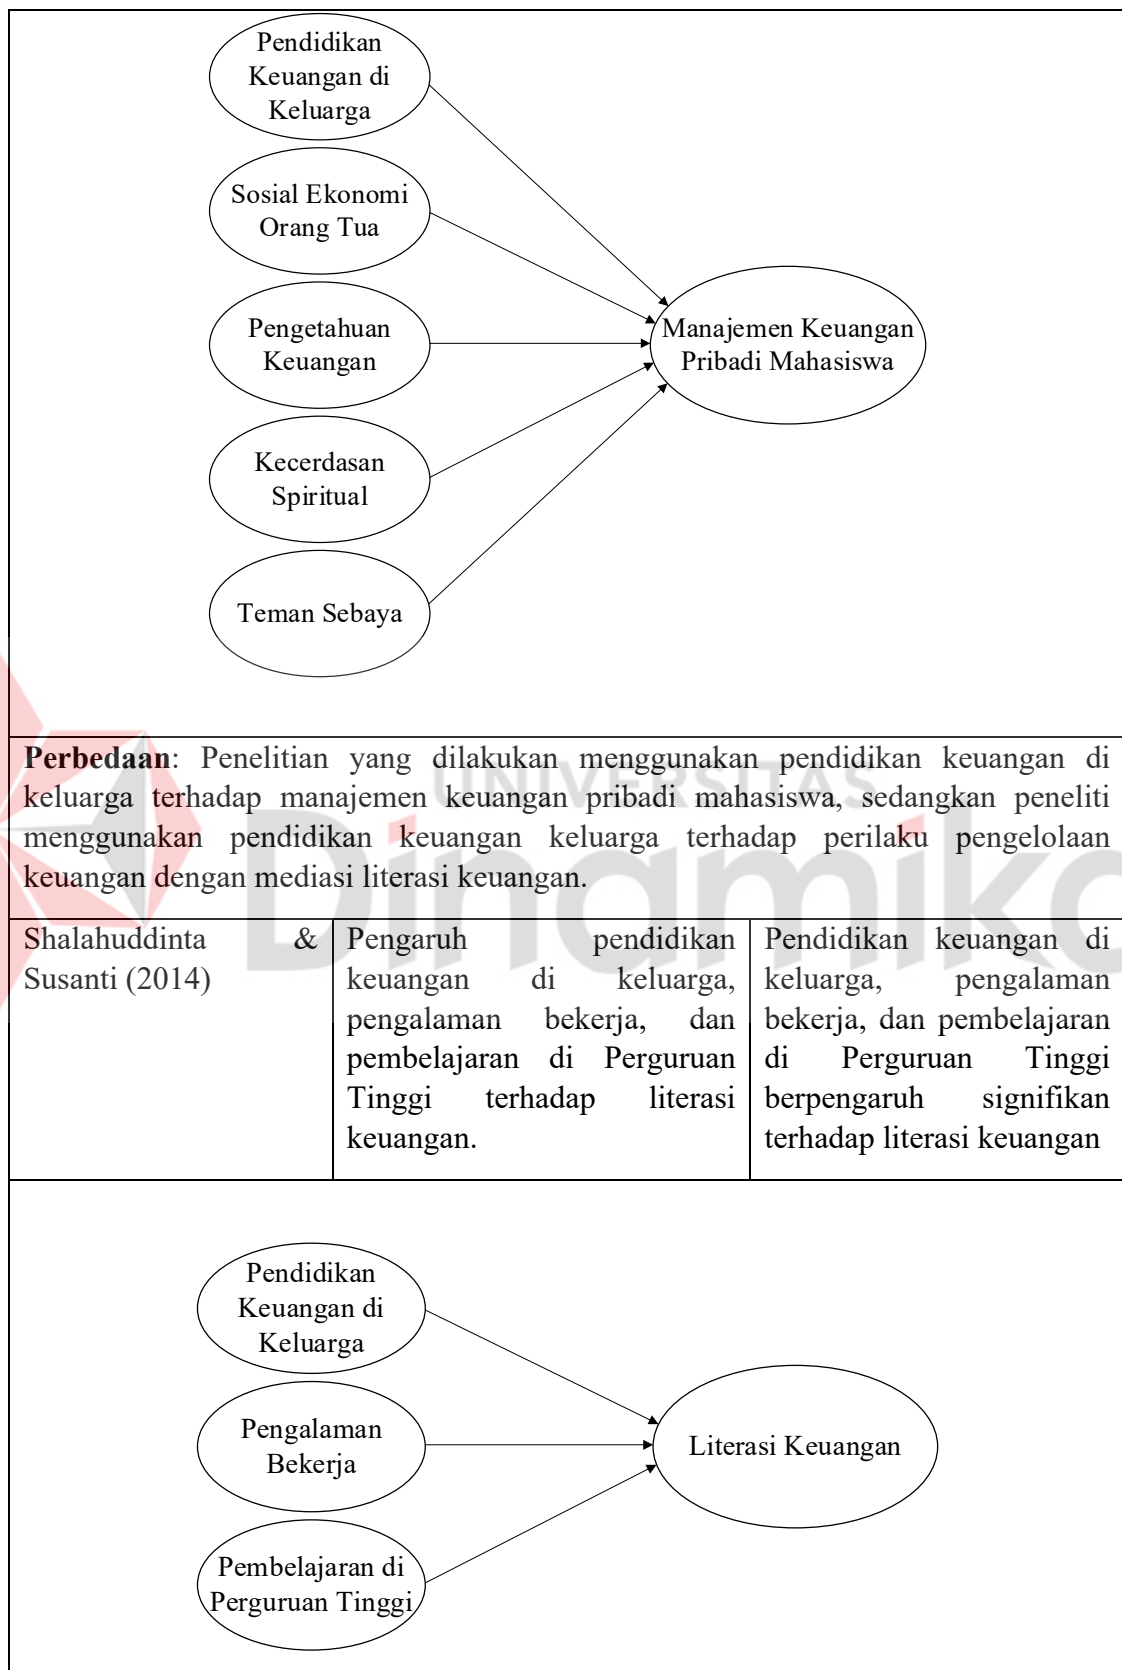 Pendidikan
Keuangan di
Keluarga
Sosial Ekonomi
Orang Tua
Pengetahuan
Keuangan
Kecerdasan
Spiritual
Teman Sebaya
Manajemen Keuangan
Pribadi Mahasiswa
Perbedaan: Penelitian yang dilakukan menggunakan pendidikan keuangan di
keluarga terhadap manajemen keuangan pribadi mahasiswa, sedangkan peneliti
menggunakan pendidikan keuangan keluarga terhadap perilaku pengelolaan
keuangan dengan mediasi literasi keuangan.
UNIVERSITAS
Dinamika
Shalahuddinta &
Susanti (2014)
Pengaruh pendidikan
keuangan di keluarga,
pengalaman bekerja, dan
pembelajaran di Perguruan
Tinggi terhadap literasi
keuangan.
Pendidikan keuangan di
keluarga, pengalaman
bekerja, dan pembelajaran
di Perguruan Tinggi
berpengaruh signifikan
terhadap literasi keuangan
Pendidikan
Keuangan di
Keluarga
Pengalaman
Bekerja
Pembelajaran di
Perguruan Tinggi
Literasi Keuangan